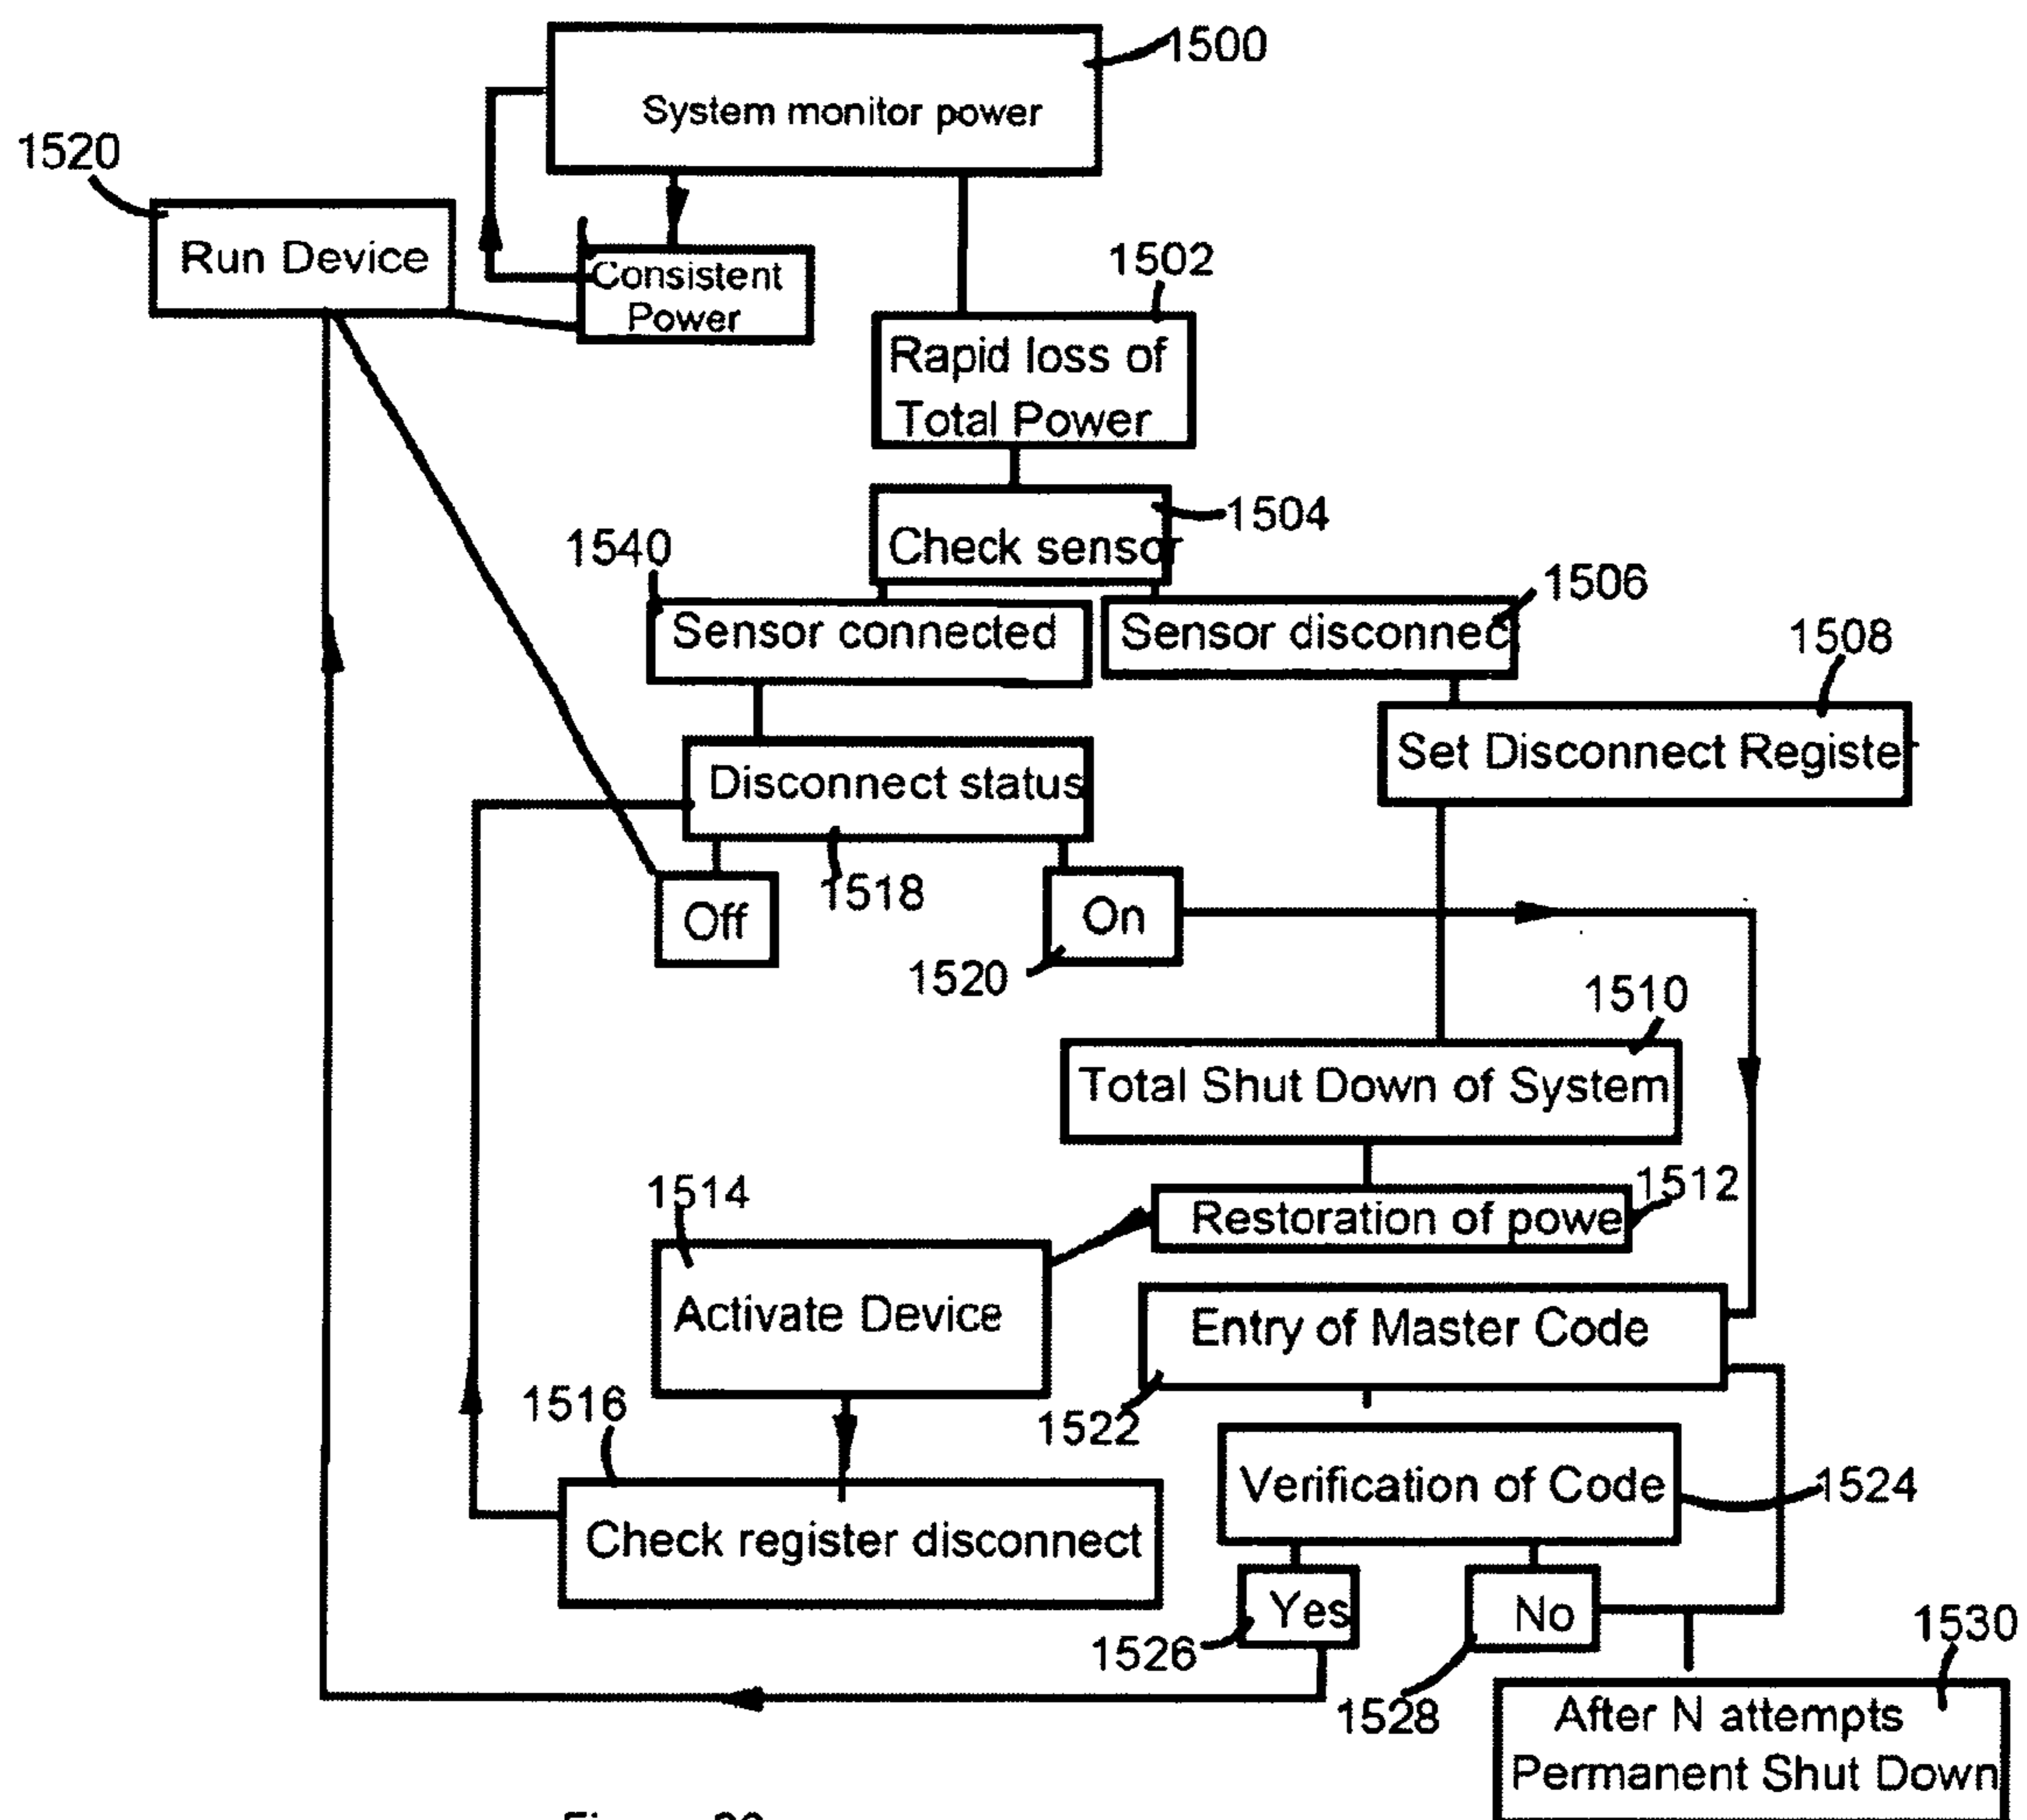 1500
System monitor power
1520
Run Device
Consistent
Power
1502
Rapid loss of
Total Power
1504
Check sensor
1540
Sensor connected
1506
Sensor disconnec
1508
Set Disconnect Registe
Disconnect status
1518
Off
On
1520
1510
Total Shut Down of System
1512
Restoration of powe
1514
Activate Device
Entry of Master Code
1522
1516
Check register disconnect
Verification of Code
1524
Yes
1526
No
1528
1530
After N attempts
Permanent Shut Down